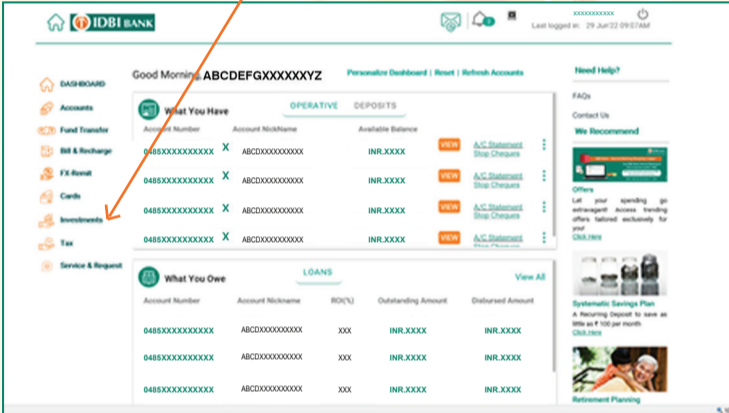 IDBI BANK
xxxxxxxxxxx
Last logged in: 29 Jun'22 09:07AM
DASHBOARD
Accounts
Fund Transfer
Bill & Recharge
FX-Remit
Cards
Investments
Tax
Service & Request
Good Morning, ABCDEFGXXXXXXYZ
Personalize Dashboard | Reset | Refresh Accounts
What You Have
OPERATIVE DEPOSITS
Account Number Account NickName Available Balance
0485XXXXXXXXXX X ABCDXXXXXXXXXX INR.XXXX VIEW A/C Statement
Stop Cheques
0485XXXXXXXXXX X ABCDXXXXXXXXXX INR.XXXX VIEW A/C Statement
Stop Cheques
0485XXXXXXXXXX X ABCDXXXXXXXXXX INR.XXXX VIEW A/C Statement
Stop Cheques
0485XXXXXXXXXX X ABCDXXXXXXXXXX INR.XXXX VIEW A/C Statement
Stop Cheques
What You Owe
LOANS
View All
Account Number Account Nickname ROI(%) Outstanding Amount Disbursed Amount
0485XXXXXXXXXX ABCDXXXXXXXXXX XXX INR.XXXX INR.XXXX
0485XXXXXXXXXX ABCDXXXXXXXXXX XXX INR.XXXX INR.XXXX
0485XXXXXXXXXX ABCDXXXXXXXXXX XXX INR.XXXX INR.XXXX
Need Help?
FAQs
Contact Us
We Recommend
Offers
Let your spending go
extravagant! Access trending
offers tailored exclusively for
your
Click Here
Systematic Savings Plan
A Recurring Deposit to save as
little as ₹ 100 per month
Click Here
Retirement Planning